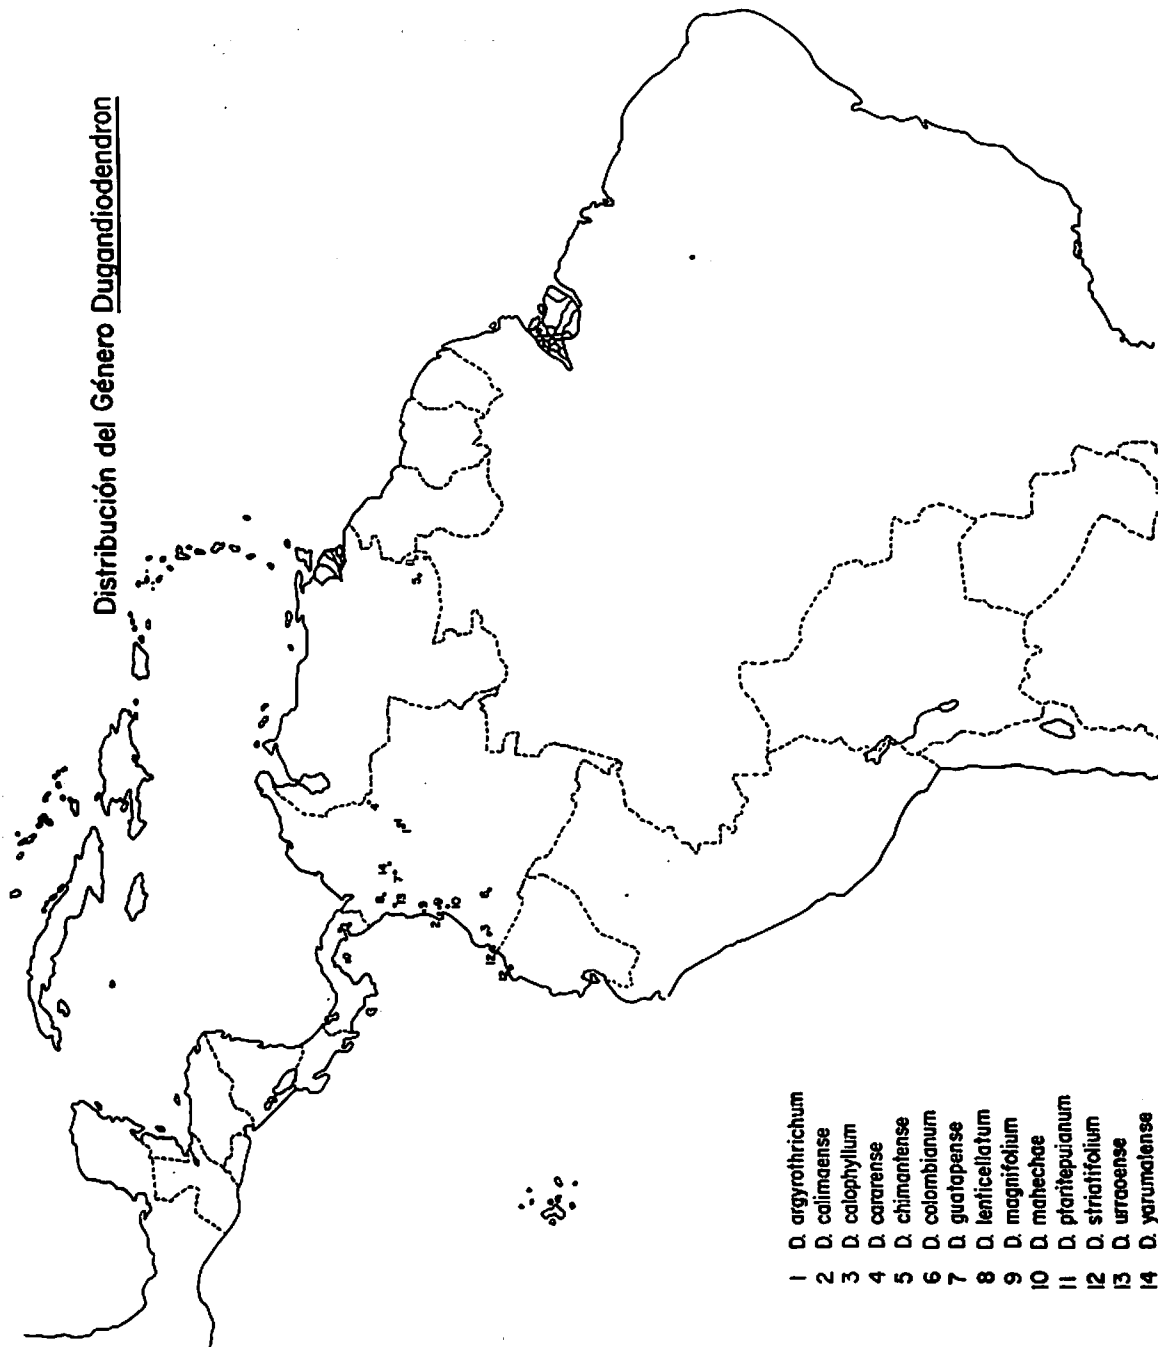 Distribución del Género Dugandiodendron
1 D. argyrothrichum
2 D. calimaense
3 D. calophyllum
4 D. cararense
5 D. chimantense
6 D. colombianum
7 D. guatapense
8 D. lenticellatum
9 D. magnifolium
10 D. mahechae
11 D. ptaritepuianum
12 D. striatifolium
13 D. urraoense
14 D. yarumalense